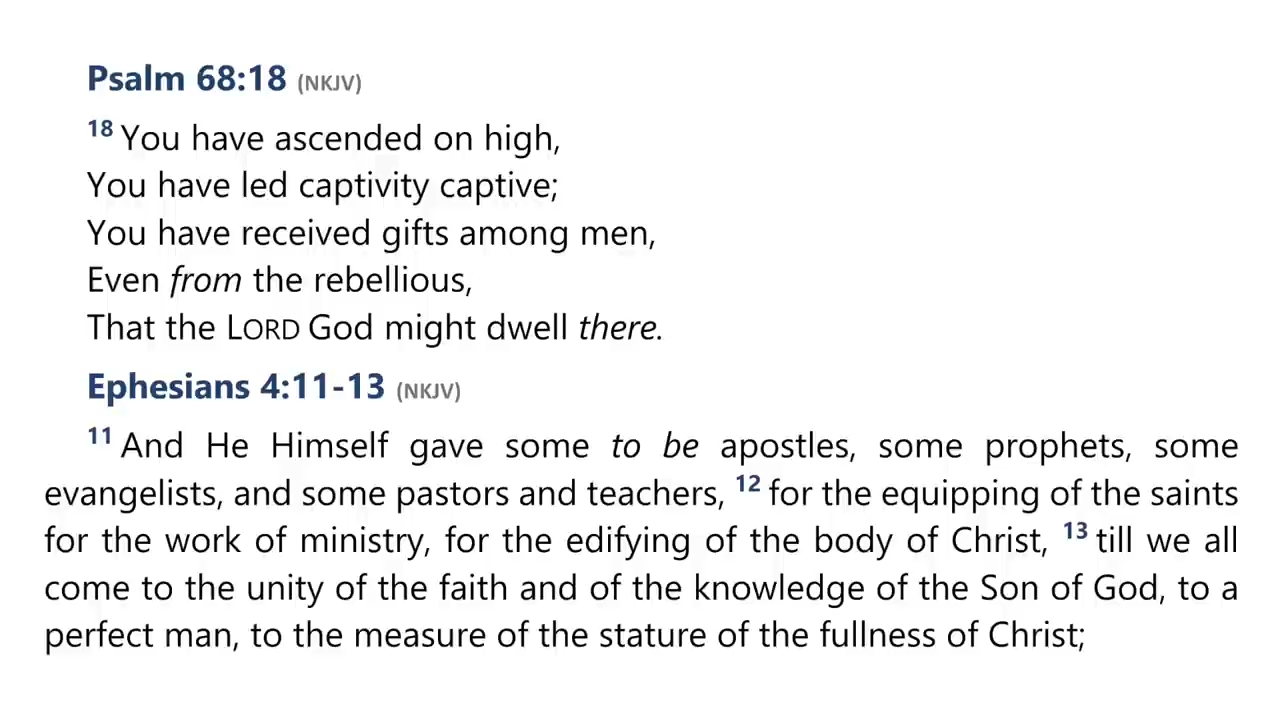 Psalm 68:18 (NKJV)
18 You have ascended on high,
You have led captivity captive;
You have received gifts among men,
Even from the rebellious,
That the LORD God might dwell there.
Ephesians 4:11-13 (NKJV)
11 And He Himself gave some to be apostles, some prophets, some
evangelists, and some pastors and teachers, 12 for the equipping of the saints
for the work of ministry, for the edifying of the body of Christ, 13 till we all
come to the unity of the faith and of the knowledge of the Son of God, to a
perfect man, to the measure of the stature of the fullness of Christ;